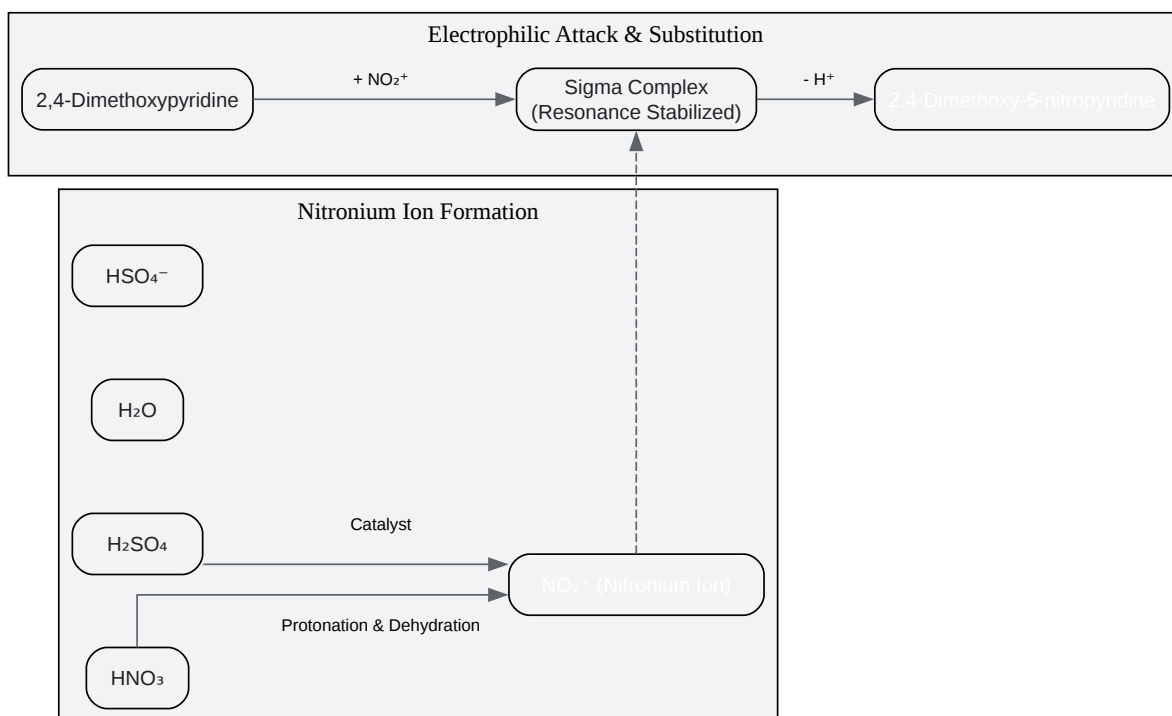 Electrophilic Attack & Substitution
2,4-Dimethoxypyridine
+ NO₂⁺
Sigma Complex
(Resonance Stabilized)
- H⁺
2,4-Dimethoxy-5-nitropyridine
Nitronium Ion Formation
HSO₄⁻
H₂O
H₂SO₄
Catalyst
NO₂⁺ (Nitronium Ion)
Protonation & Dehydration
HNO₃